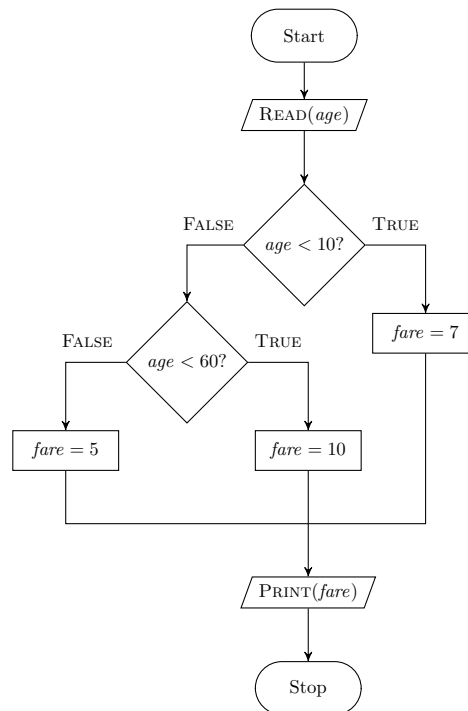 Start
READ(age)
FALSE
TRUE
age < 10?
fare = 7
FALSE
TRUE
age < 60?
fare = 5
fare = 10
PRINT(fare)
Stop